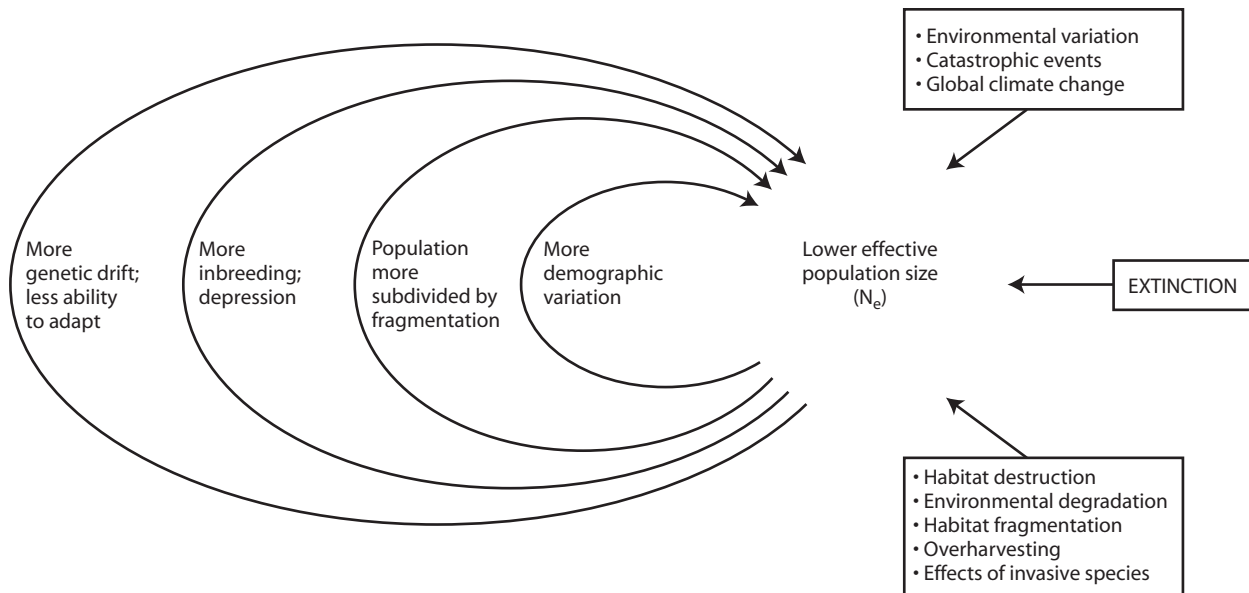 • Environmental variation
• Catastrophic events
• Global climate change
More
genetic drift;
less ability
to adapt
More
inbreeding;
depression
Population
more
subdivided by
fragmentation
More
demographic
variation
Lower effective
population size
(Ne)
EXTINCTION
• Habitat destruction
• Environmental degradation
• Habitat fragmentation
• Overharvesting
• Effects of invasive species